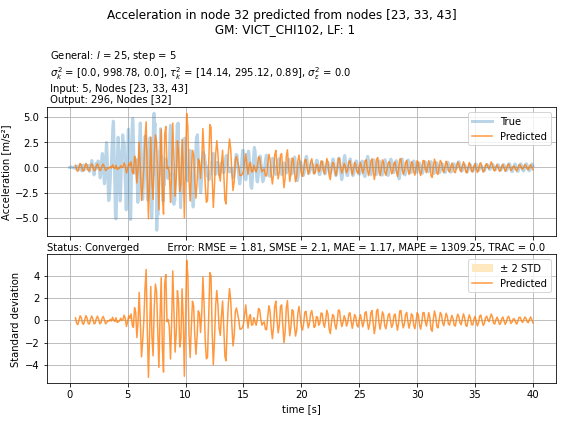 Acceleration in node 32 predicted from nodes [23, 33, 43]
GM: VICT_CHI102, LF: 1
General: l = 25, step = 5
σ²ₖ = [0.0, 998.78, 0.0], τ²ₖ = [14.14, 295.12, 0.89], σ²ε = 0.0
Input: 5, Nodes [23, 33, 43]
Output: 296, Nodes [32]
Acceleration [m/s²]
5.0
2.5
0.0
−2.5
−5.0
True
Predicted
Status: Converged Error: RMSE = 1.81, SMSE = 2.1, MAE = 1.17, MAPE = 1309.25, TRAC = 0.0
Standard deviation
4
2
0
−2
−4
± 2 STD
Predicted
0 5 10 15 20 25 30 35 40
time [s]